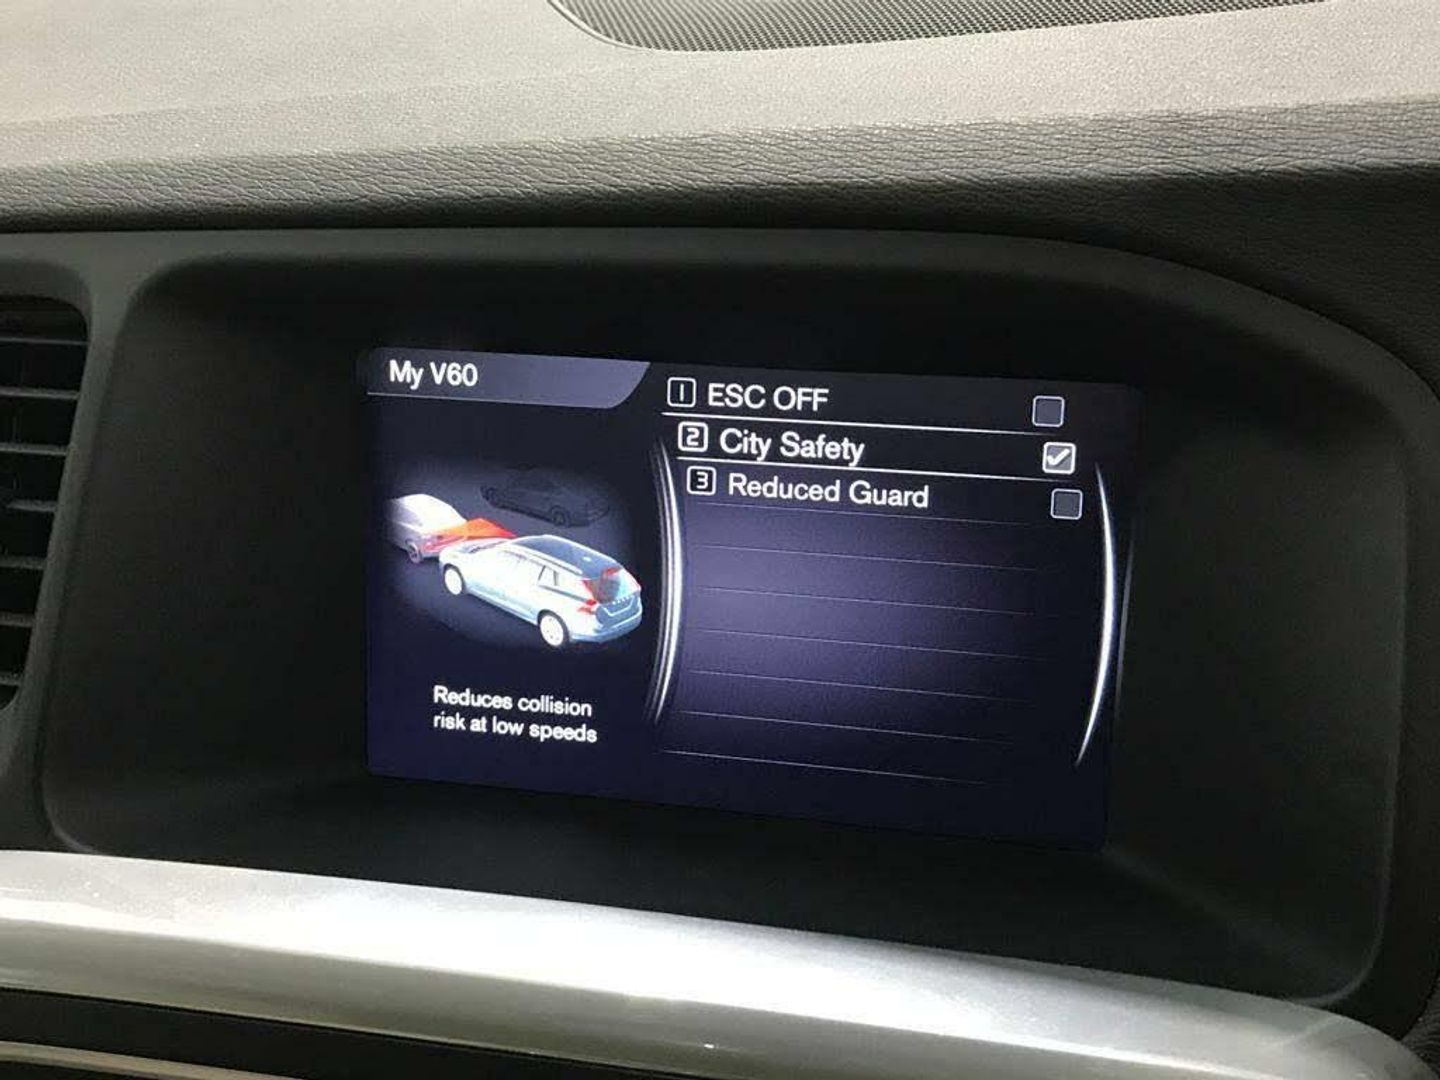 My V60
1 ESC OFF
2 City Safety
3 Reduced Guard
Reduces collision
risk at low speeds